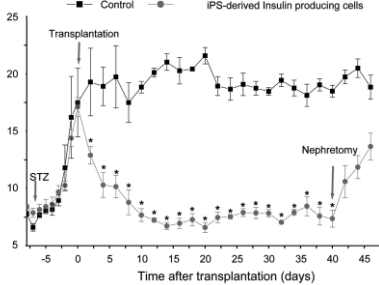 Control
iPS-derived Insulin producing cells
25
Transplantation
20
15
Nephretomy
10
STZ
* * * * * * * * * * * * * * * *
5
-5 0 5 10 15 20 25 30 35 40 46
Time after transplantation (days)